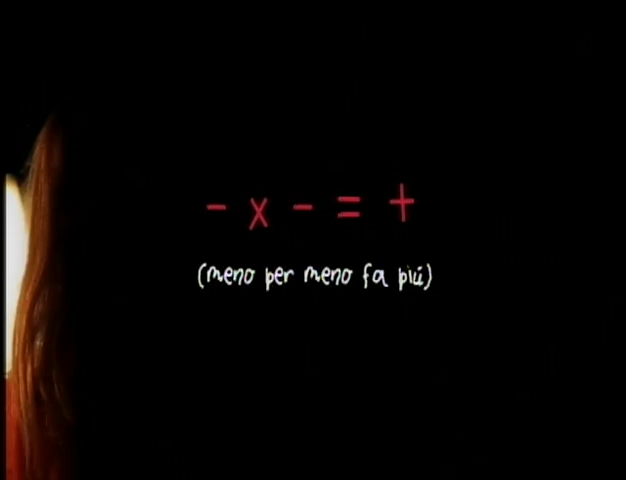 - x - = +
(meno per meno fa più)